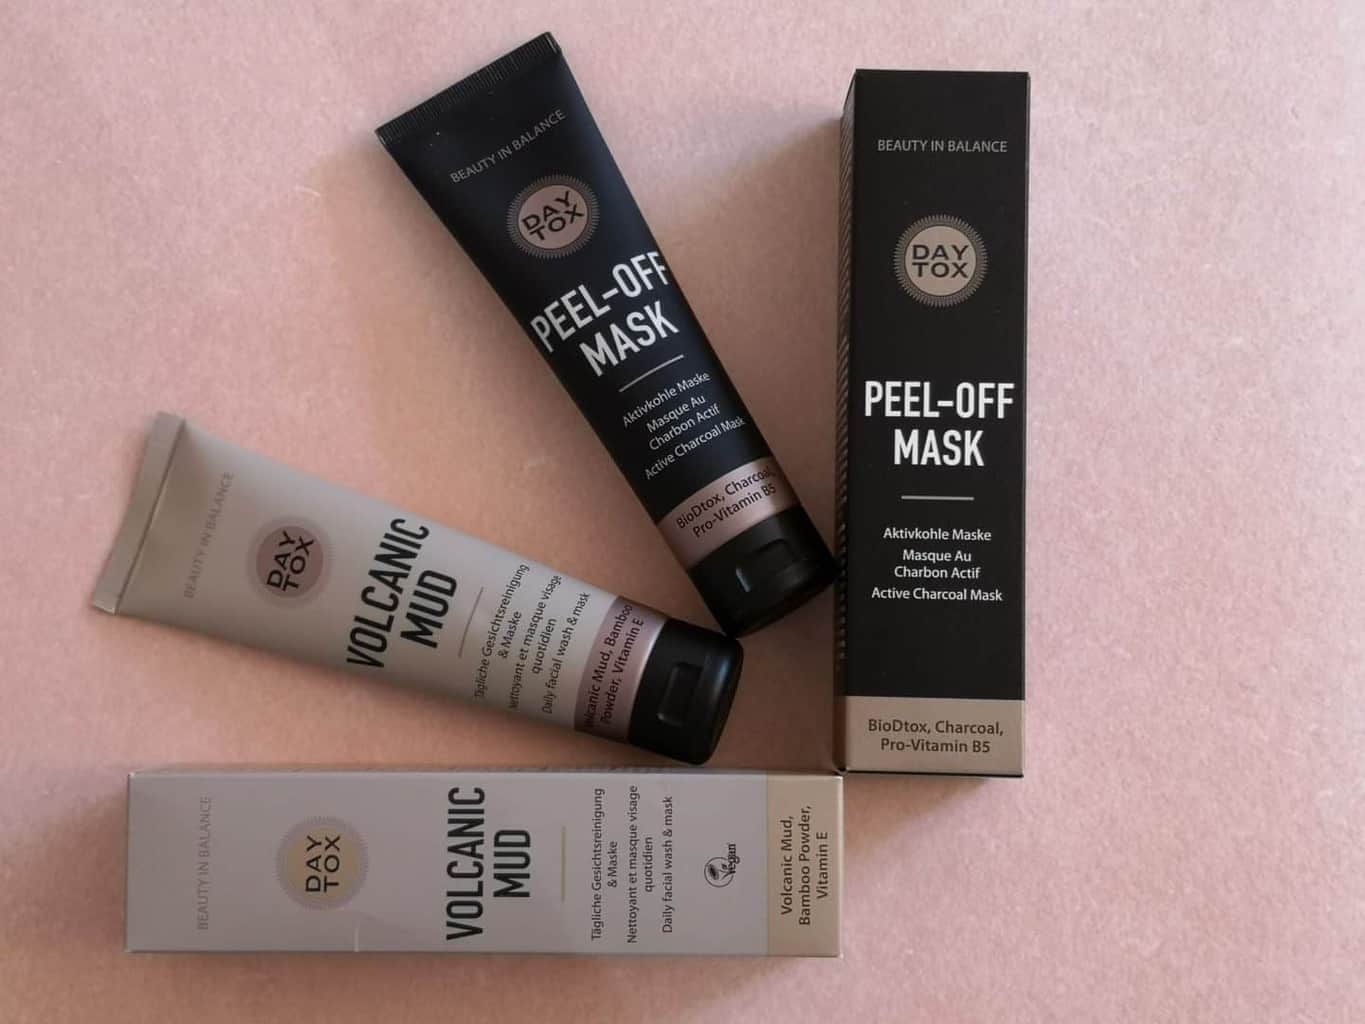 BEAUTY IN BALANCE
DAY
TOX
PEEL-OFF
MASK
Aktivkohle Maske
Masque Au
Charbon Actif
Active Charcoal Mask
BioDtox, Charcoal,
Pro-Vitamin B5
BEAUTY IN BALANCE
DAY
TOX
PEEL-OFF
MASK
Aktivkohle Maske
Masque Au
Charbon Actif
Active Charcoal Mask
BioDtox, Charcoal,
Pro-Vitamin B5
BEAUTY IN BALANCE
DAY
TOX
VOLCANIC
MUD
Tägliche Gesichtsreinigung
& Maske
Nettoyant et masque visage
quotidien
Daily facial wash & mask
Volcanic Mud, Bamboo
Powder, Vitamin E
BEAUTY IN BALANCE
DAY
TOX
VOLCANIC
MUD
Tägliche Gesichtsreinigung
& Maske
Nettoyant et masque visage
quotidien
Daily facial wash & mask
vegan
Volcanic Mud,
Bamboo Powder,
Vitamin E